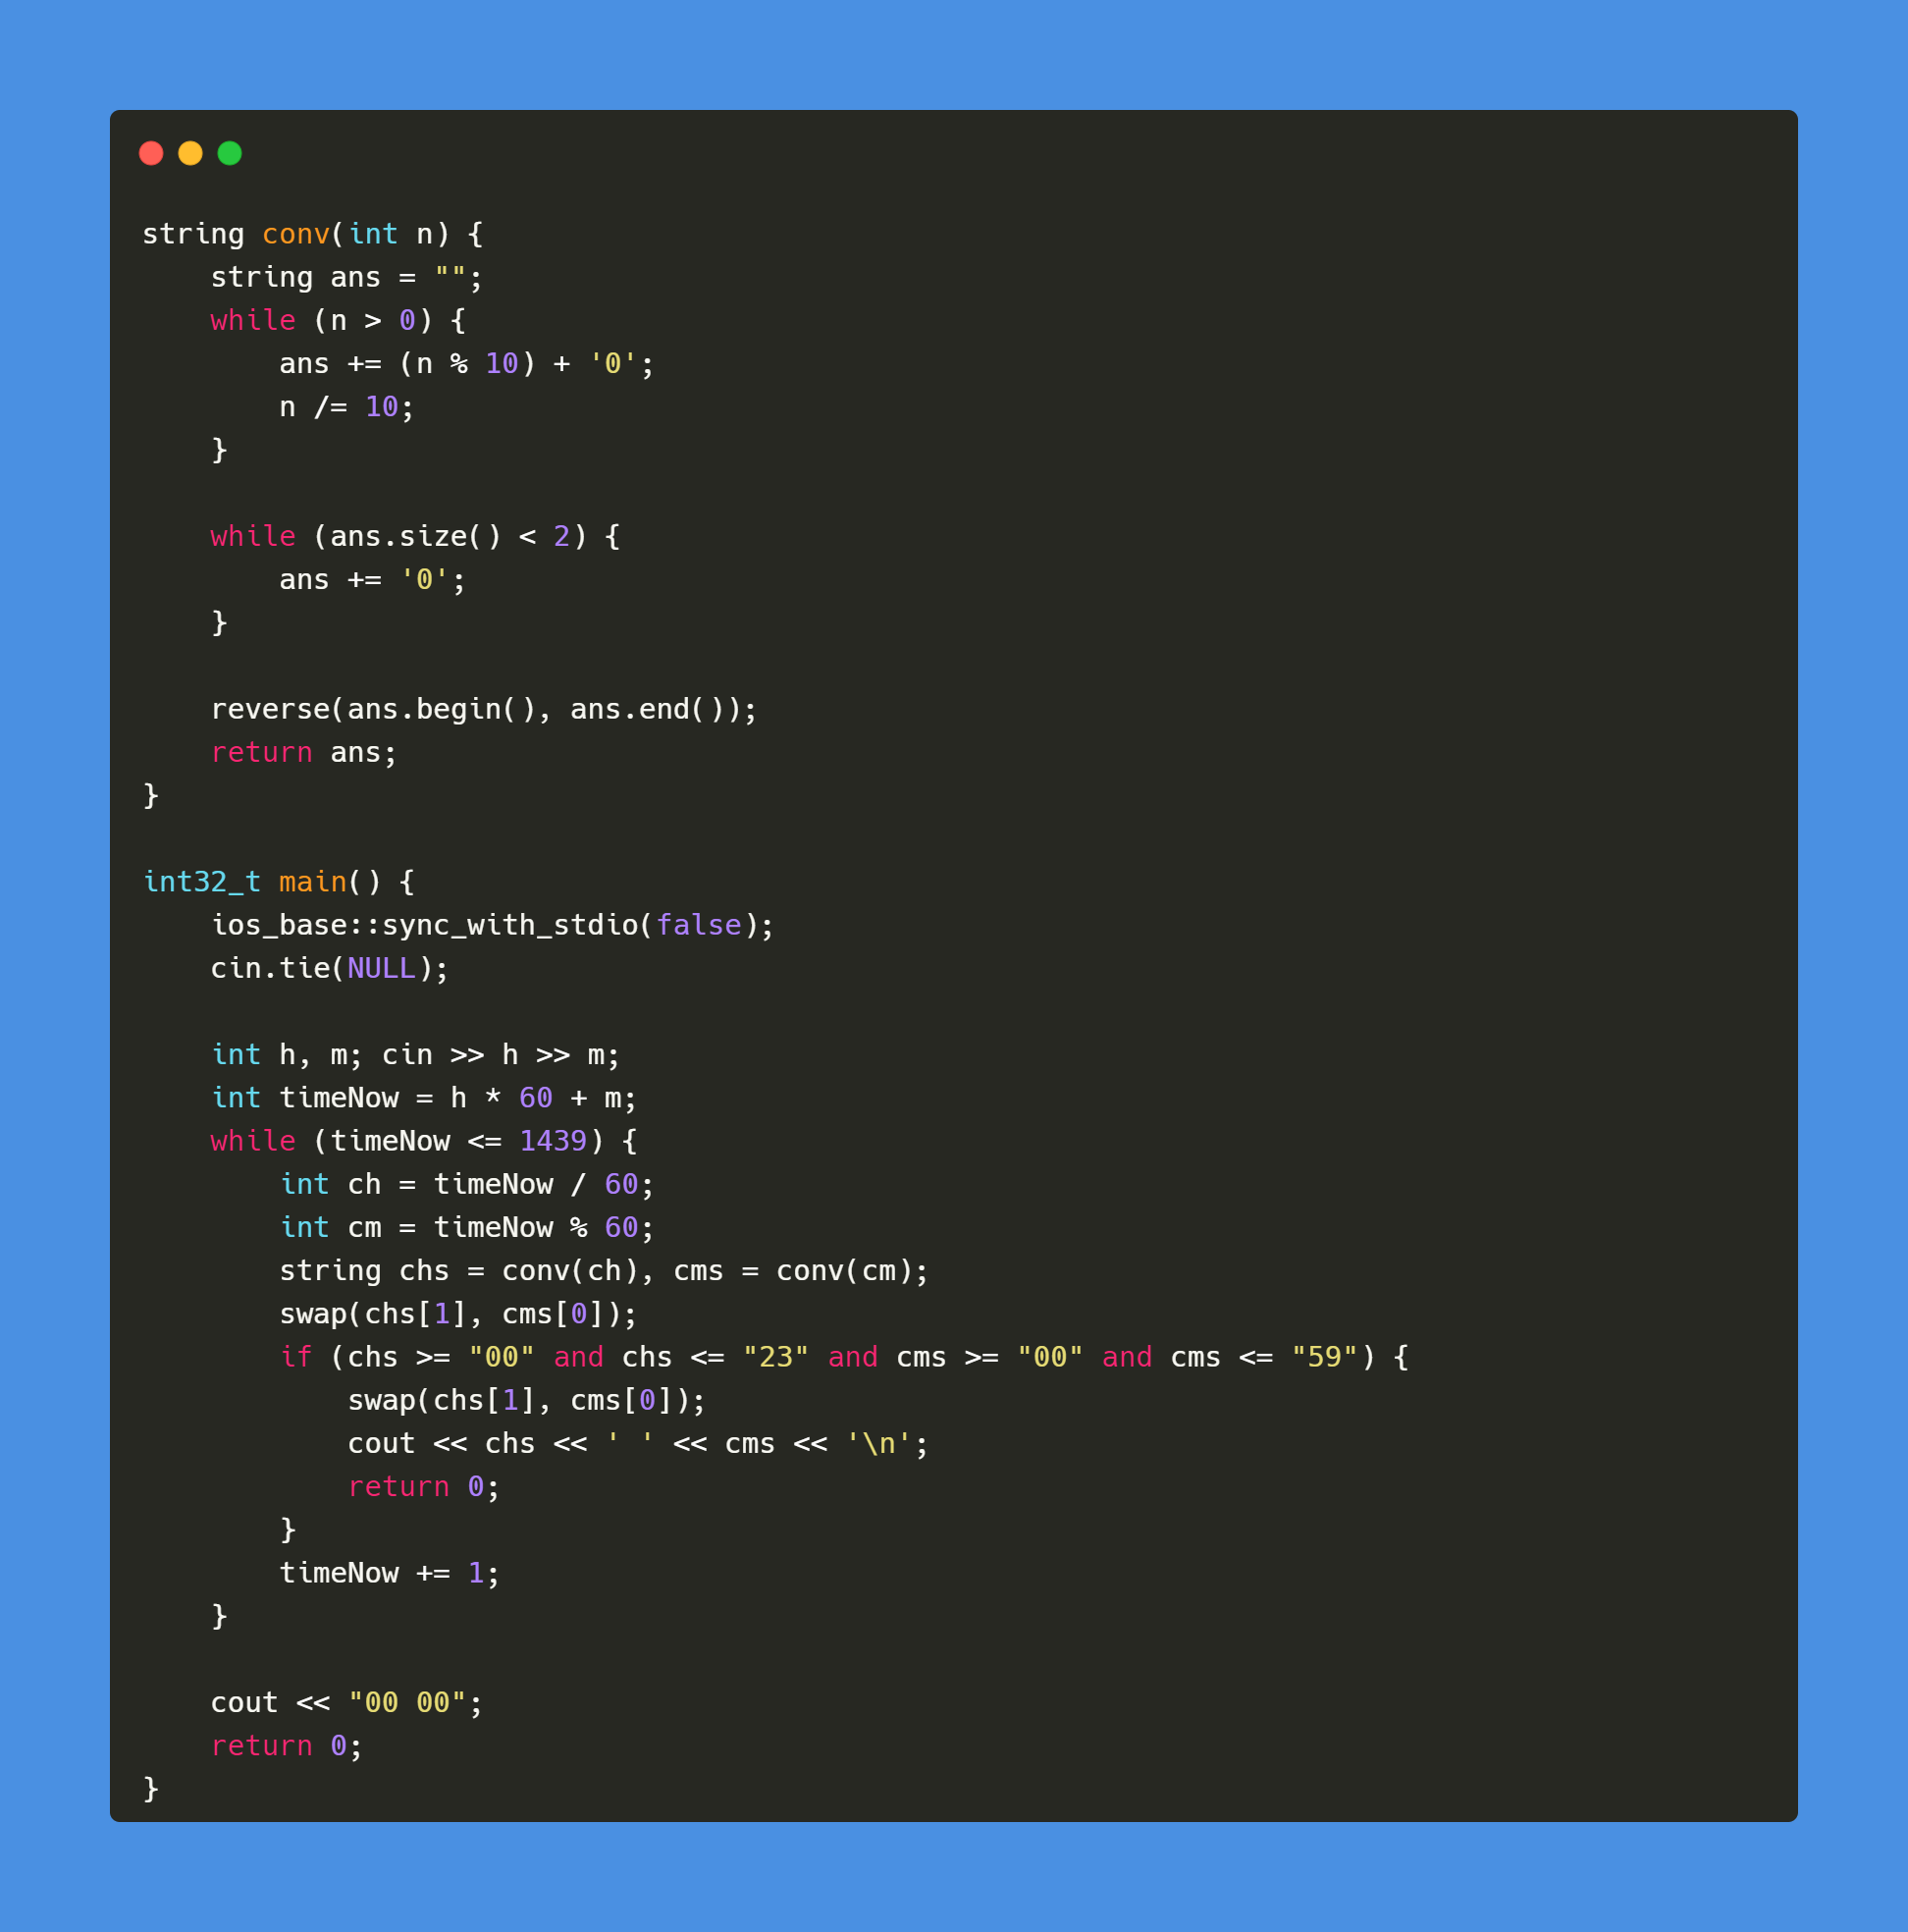 string conv(int n) {
    string ans = "";
    while (n > 0) {
        ans += (n % 10) + '0';
        n /= 10;
    }

    while (ans.size() < 2) {
        ans += '0';
    }

    reverse(ans.begin(), ans.end());
    return ans;
}

int32_t main() {
    ios_base::sync_with_stdio(false);
    cin.tie(NULL);

    int h, m; cin >> h >> m;
    int timeNow = h * 60 + m;
    while (timeNow <= 1439) {
        int ch = timeNow / 60;
        int cm = timeNow % 60;
        string chs = conv(ch), cms = conv(cm);
        swap(chs[1], cms[0]);
        if (chs >= "00" and chs <= "23" and cms >= "00" and cms <= "59") {
            swap(chs[1], cms[0]);
            cout << chs << ' ' << cms << '\n';
            return 0;
        }
        timeNow += 1;
    }

    cout << "00 00";
    return 0;
}